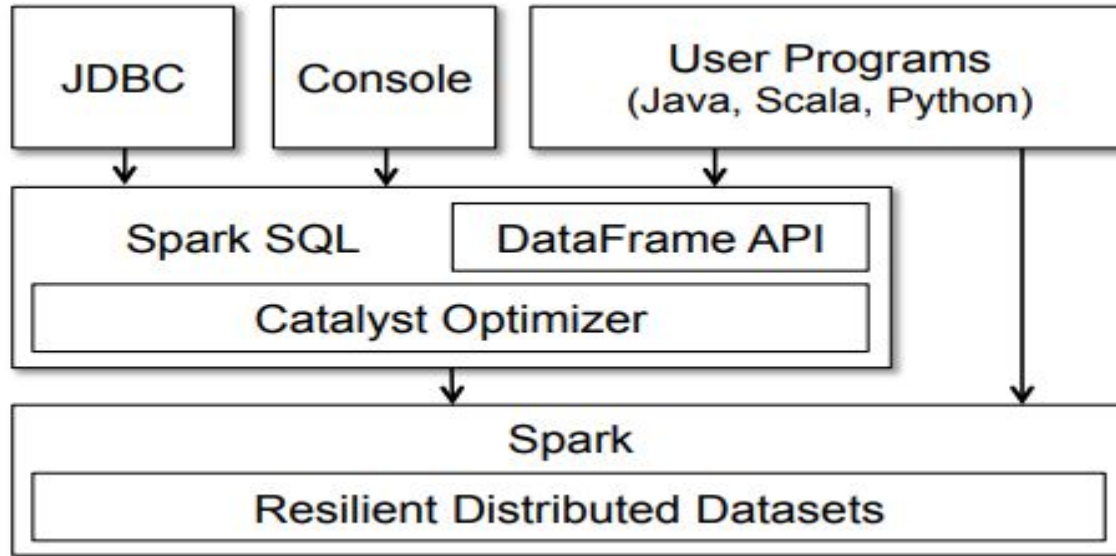 JDBC
Console
User Programs
(Java, Scala, Python)
Spark SQL
DataFrame API
Catalyst Optimizer
Spark
Resilient Distributed Datasets